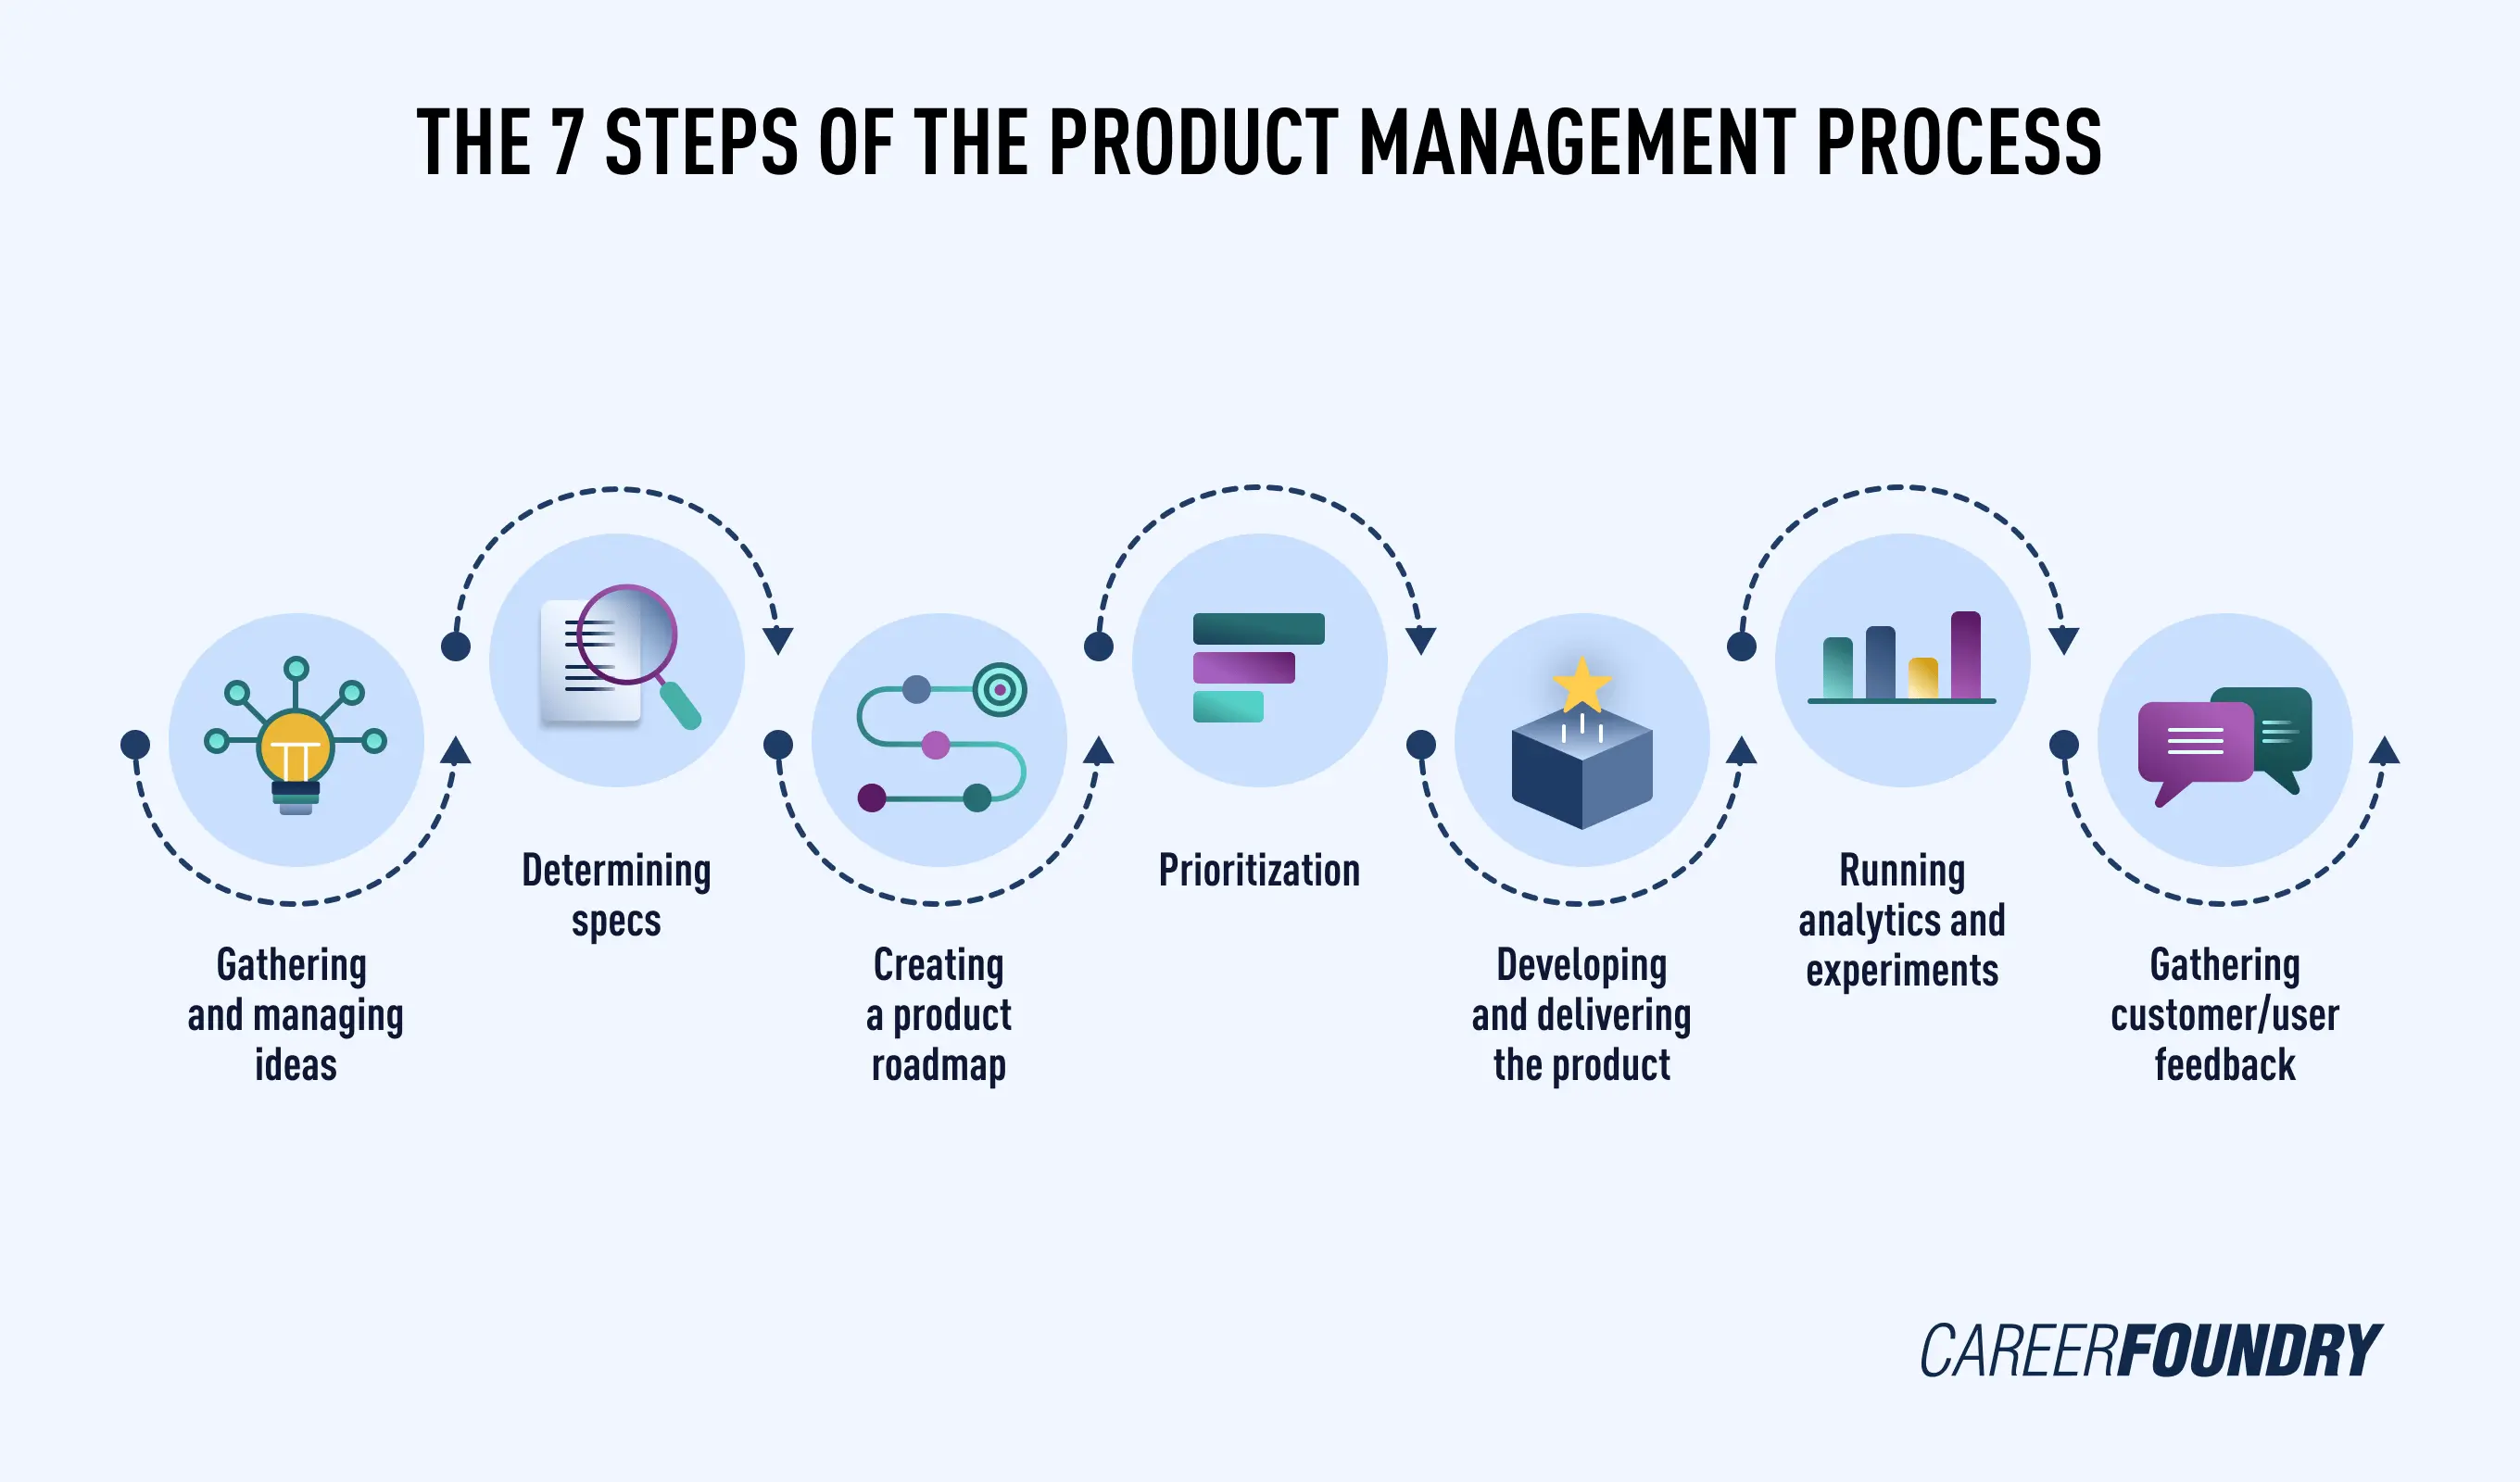 THE 7 STEPS OF THE PRODUCT MANAGEMENT PROCESS
Gathering
and managing
ideas
Determining
specs
Creating
a product
roadmap
Prioritization
Developing
and delivering
the product
Running
analytics and
experiments
Gathering
customer/user
feedback
CAREERFOUNDRY